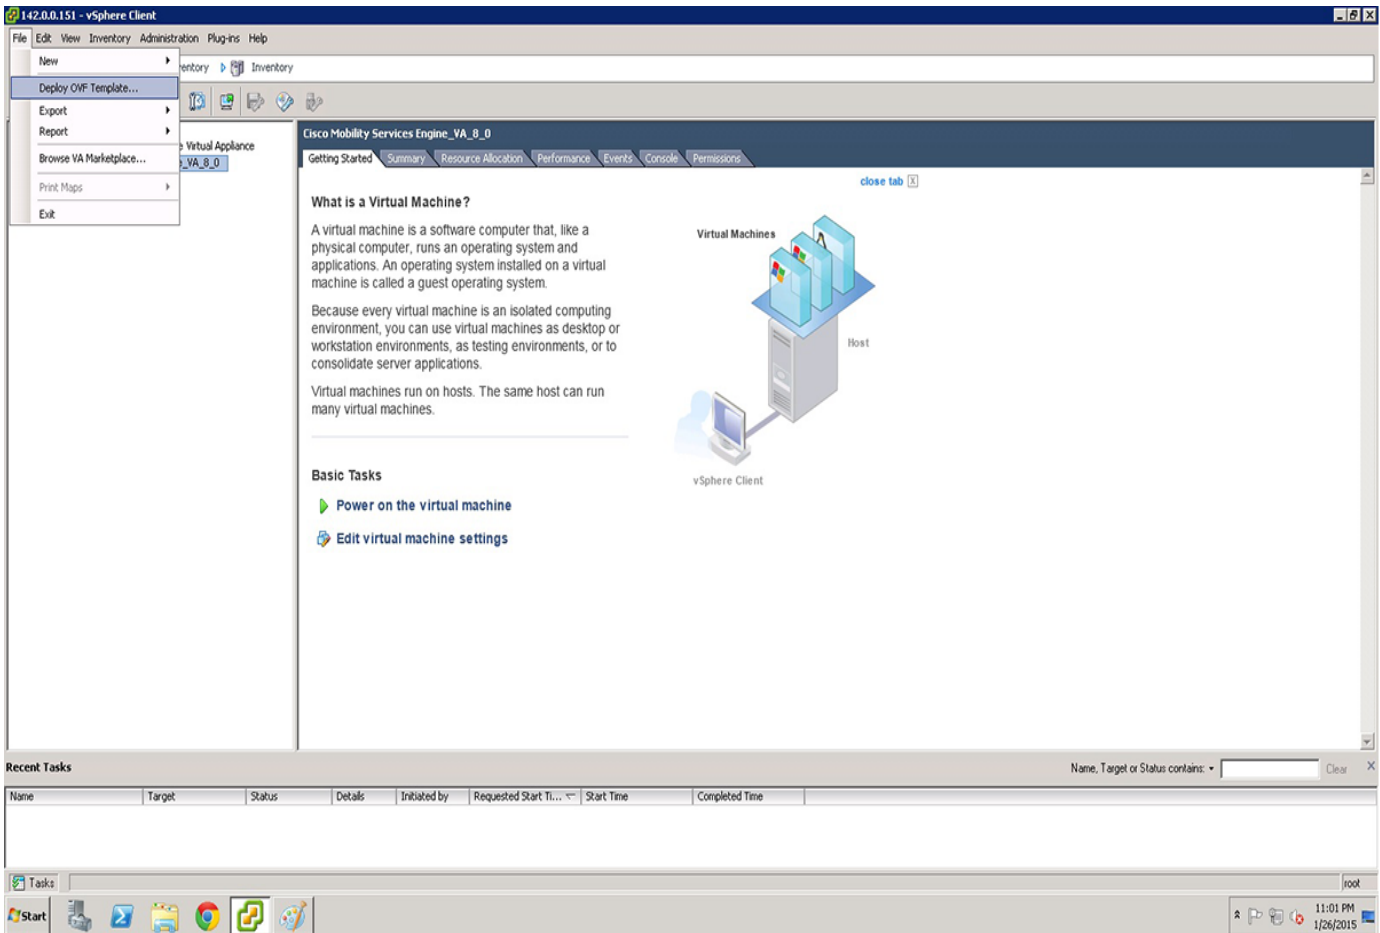 142.0.0.151 - vSphere Client
File Edit View Inventory Administration Plug-ins Help
New
entory Inventory
Deploy OVF Template...
Export
Report
Browse VA Marketplace...
Print Maps
Exit
Virtual Appliance
_VA_8_0
Cisco Mobility Services Engine_VA_8_0
Getting Started Summary Resource Allocation Performance Events Console Permissions
close tab X
What is a Virtual Machine?
A virtual machine is a software computer that, like a
physical computer, runs an operating system and
applications. An operating system installed on a virtual
machine is called a guest operating system.
Because every virtual machine is an isolated computing
environment, you can use virtual machines as desktop or
workstation environments, as testing environments, or to
consolidate server applications.
Virtual machines run on hosts. The same host can run
many virtual machines.
Basic Tasks
Power on the virtual machine
Edit virtual machine settings
Virtual Machines
Host
vSphere Client
Recent Tasks
Name, Target or Status contains:
Clear
Name Target Status Details Initiated by Requested Start Ti... Start Time Completed Time
Tasks
root
Start
11:01 PM
1/26/2015